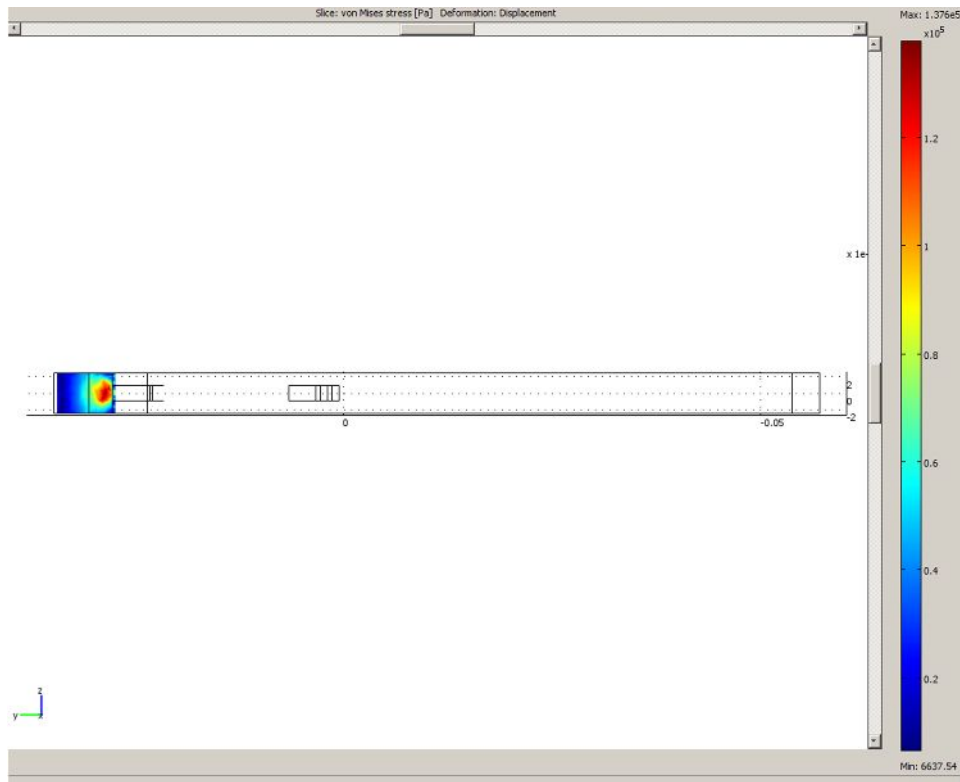 Slice: von Mises stress [Pa] Deformation: Displacement
Max: 1.376e5
x10^5
1.2
1
0.8
0.6
0.4
0.2
Min: 6637.54
x 1e-
2
0
-2
0
-0.05
z
y
x